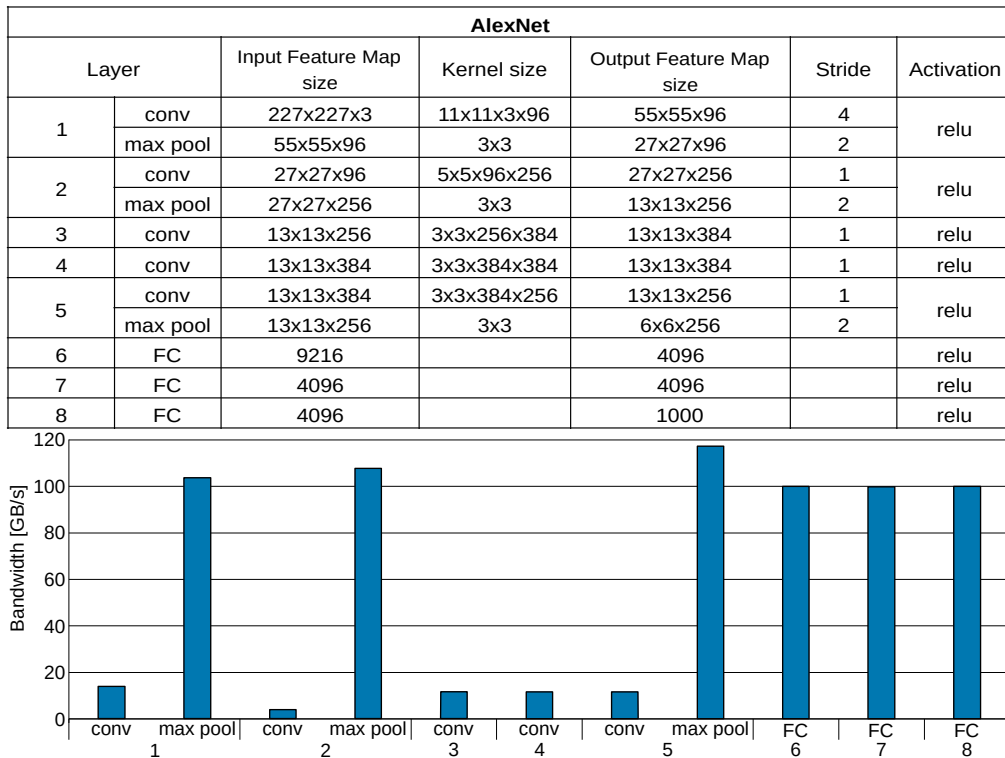 AlexNet
Layer Input Feature Map size Kernel size Output Feature Map size Stride Activation
1 conv 227x227x3 11x11x3x96 55x55x96 4 relu
max pool 55x55x96 3x3 27x27x96 2
2 conv 27x27x96 5x5x96x256 27x27x256 1 relu
max pool 27x27x256 3x3 13x13x256 2
3 conv 13x13x256 3x3x256x384 13x13x384 1 relu
4 conv 13x13x384 3x3x384x384 13x13x384 1 relu
5 conv 13x13x384 3x3x384x256 13x13x256 1 relu
max pool 13x13x256 3x3 6x6x256 2
6 FC 9216 4096 relu
7 FC 4096 4096 relu
8 FC 4096 1000 relu
Bandwidth [GB/s]
120
100
80
60
40
20
0
conv max pool conv max pool conv conv conv max pool FC FC FC
1 2 3 4 5 6 7 8